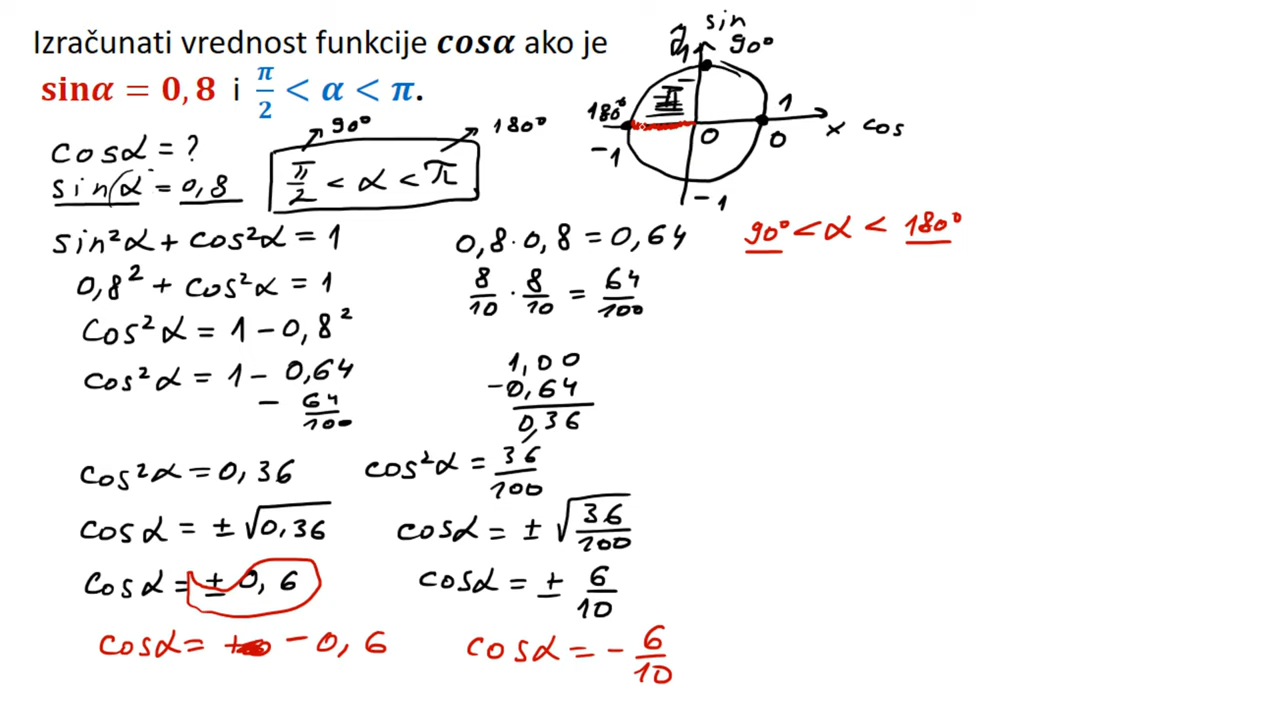 Izračunati vrednost funkcije cosα ako je
sinα = 0,8 i π/2 < α < π.
cosα = ?
sinα = 0,8
90° 180°
π/2 < α < π
sin
90°
180° II 1
0 0 x cos
-1
-1
90° < α < 180°
sin²α + cos²α = 1
0,8² + cos²α = 1
cos²α = 1 - 0,8²
cos²α = 1 - 0,64
- 64/100
0,8 · 0,8 = 0,64
8/10 · 8/10 = 64/100
1,00
-0,64
0,36
cos²α = 0,36
cosα = ±√0,36
cosα = ± 0,6
cosα = - 0,6
cos²α = 36/100
cosα = ± √36/100
cosα = ± 6/10
cosα = - 6/10